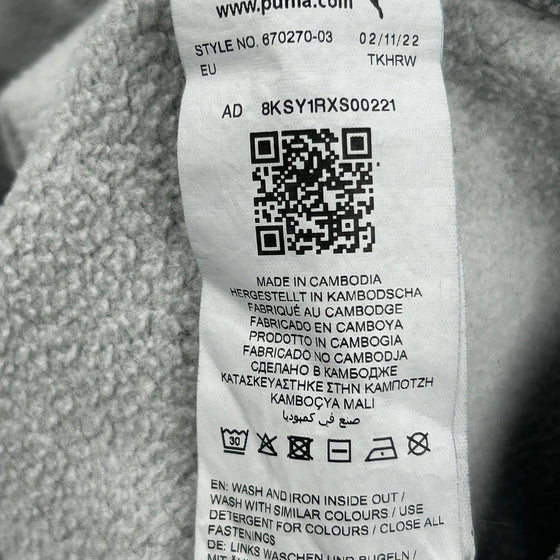 www.puma.com
STYLE NO. 670270-03 02/11/22
EU TKHRW
AD 8KSY1RXS00221
MADE IN CAMBODIA
HERGESTELLT IN KAMBODSCHA
FABRIQUÉ AU CAMBODGE
FABRICADO EN CAMBOYA
PRODOTTO IN CAMBOGIA
FABRICADO NO CAMBODJA
СДЕЛАНО В КАМБОДЖЕ
ΚΑΤΑΣΚΕΥΑΣΤΗΚΕ ΣΤΗΝ ΚΑΜΠΟΤΖΗ
KAMBOÇYA MALI
صنع في كمبوديا
30
EN: WASH AND IRON INSIDE OUT /
WASH WITH SIMILAR COLOURS / USE
DETERGENT FOR COLOURS / CLOSE ALL
FASTENINGS
DE: LINKS WASCHEN UND BÜGELN /